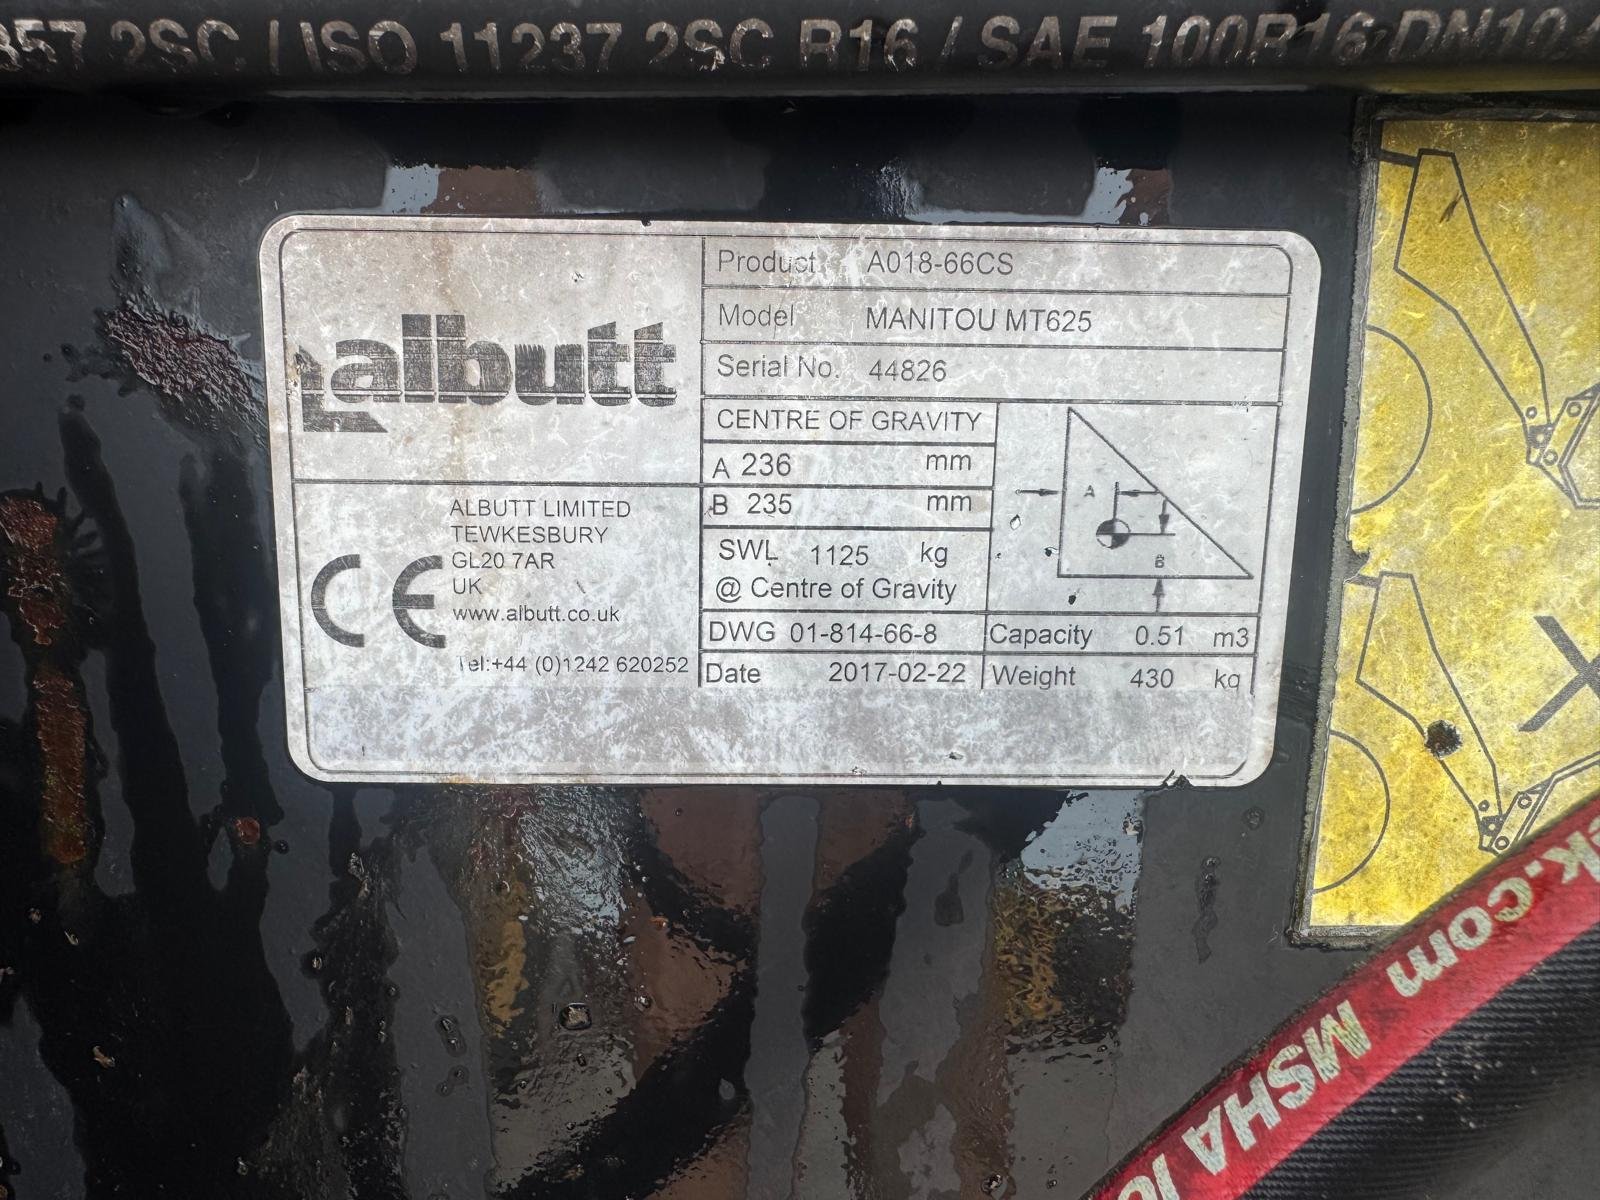 857 2SC / ISO 11237 2SC R16 / SAE 100R16 DN10
albutt
Product A018-66CS
Model MANITOU MT625
Serial No. 44826
CENTRE OF GRAVITY
A 236 mm
B 235 mm
SWL 1125 kg
@ Centre of Gravity
A
B
DWG 01-814-66-8
Capacity 0.51 m3
Date 2017-02-22
Weight 430 kg
ALBUTT LIMITED
TEWKESBURY
GL20 7AR
UK
www.albutt.co.uk
Tel:+44 (0)1242 620252
CE
k.com MSHA IC